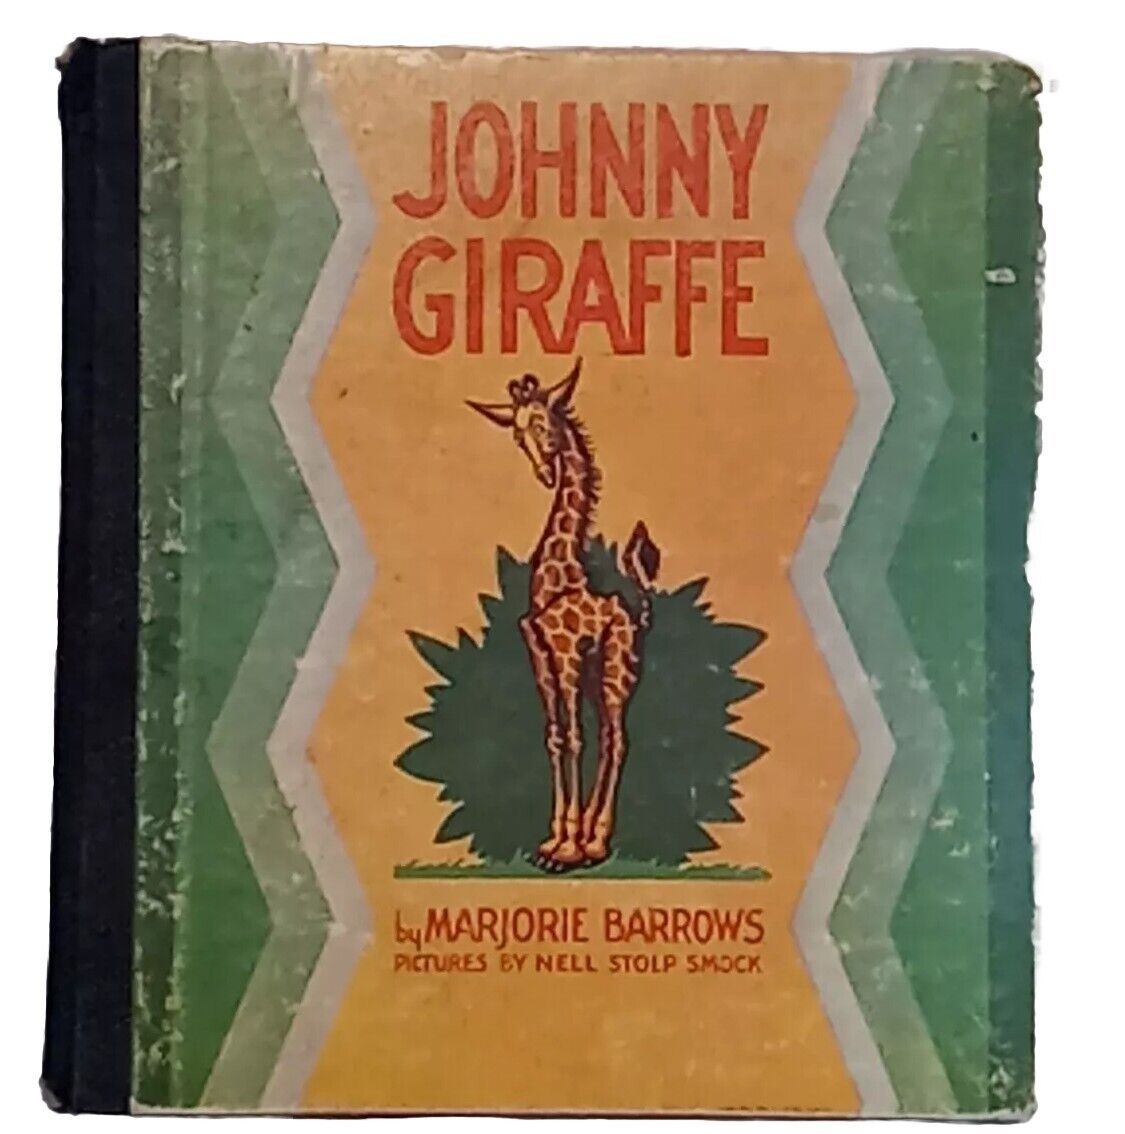 JOHNNY
GIRAFFE
by MARJORIE BARROWS
PICTURES BY NELL STOLP SMOCK